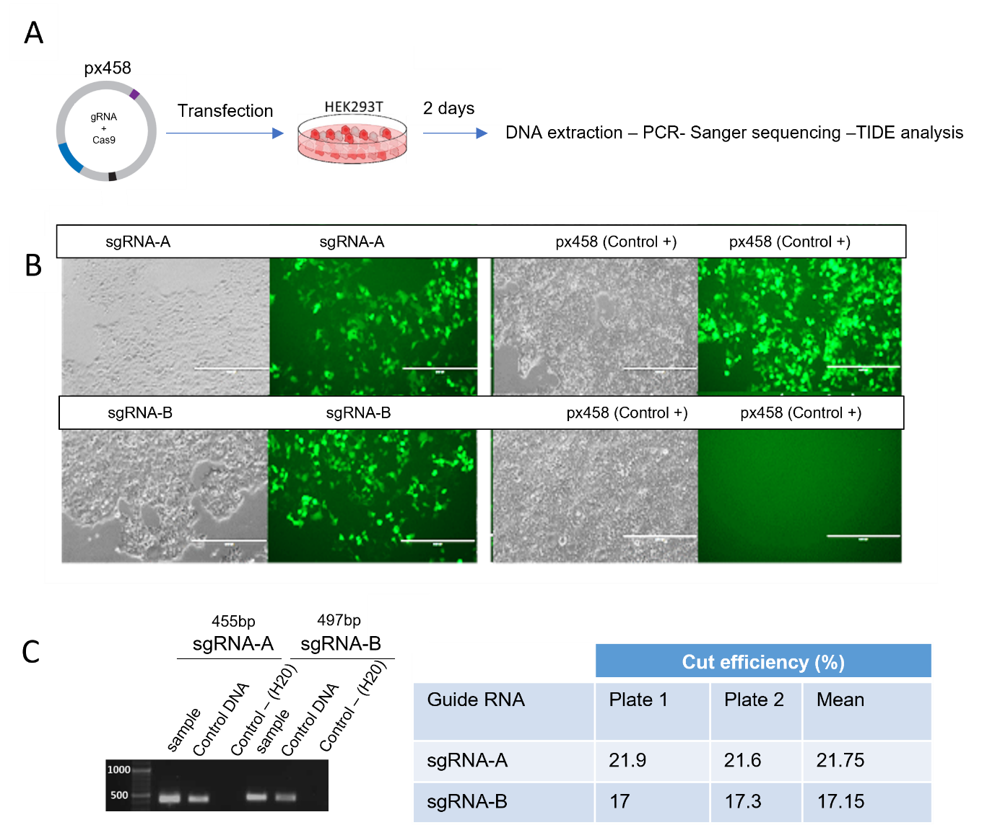 A
px458
gRNA
+
Cas9
Transfection
HEK293T
2 days
DNA extraction – PCR- Sanger sequencing –TIDE analysis
B
sgRNA-A sgRNA-A px458 (Control +) px458 (Control +)
sgRNA-B sgRNA-B px458 (Control +) px458 (Control +)
C
455bp 497bp
sgRNA-A sgRNA-B
sample
Control DNA
Control – (H20)
sample
Control DNA
Control – (H20)
1000
500
Cut efficiency (%)
Guide RNA Plate 1 Plate 2 Mean
sgRNA-A 21.9 21.6 21.75
sgRNA-B 17 17.3 17.15